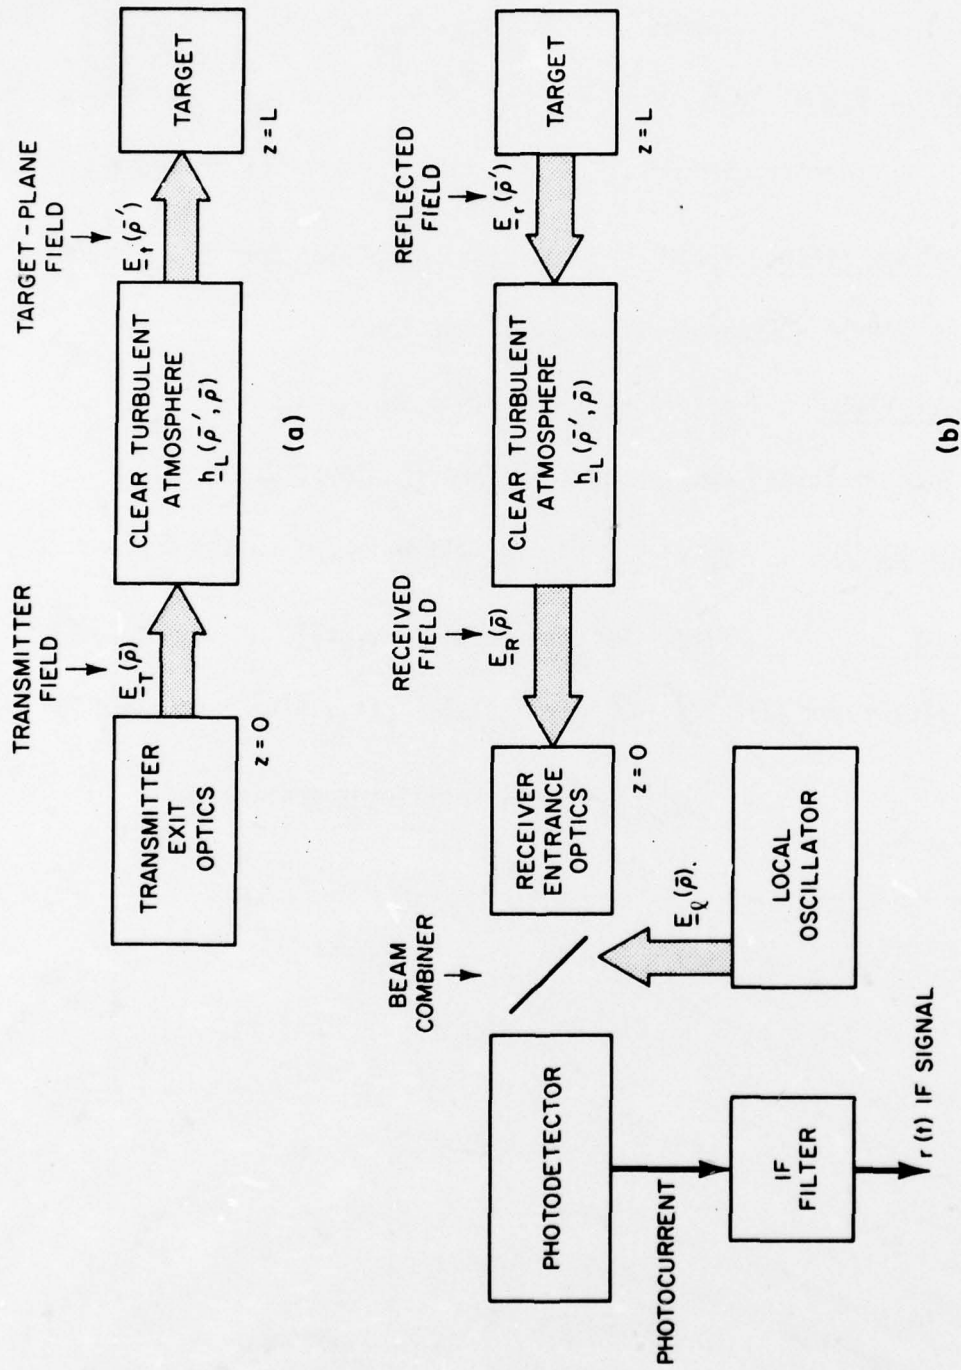 TRANSMITTER
FIELD
TARGET-PLANE
FIELD
E_T(ρ̄)
E_t(ρ̄′)
TRANSMITTER
EXIT
OPTICS
CLEAR TURBULENT
ATMOSPHERE
h_L(ρ̄′, ρ̄)
TARGET
z = O
z = L
(a)
BEAM
COMBINER
RECEIVED
FIELD
REFLECTED
FIELD
E_R(ρ̄)
E_r(ρ̄′)
PHOTODETECTOR
RECEIVER
ENTRANCE
OPTICS
CLEAR TURBULENT
ATMOSPHERE
h_L(ρ̄′, ρ̄)
TARGET
z = O
z = L
PHOTOCURRENT
E_ℓ(ρ̄).
IF
FILTER
LOCAL
OSCILLATOR
r(t) IF SIGNAL
(b)